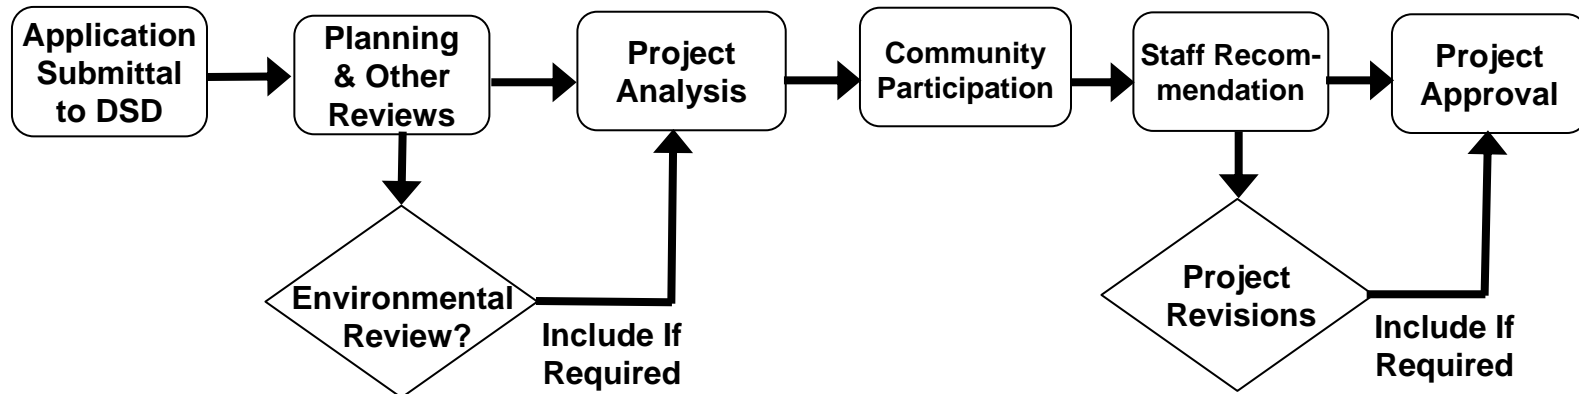 Application
Submittal
to DSD
Planning
& Other
Reviews
Project
Analysis
Community
Participation
Staff Recom-
mendation
Project
Approval
Environmental
Review?
Include If
Required
Project
Revisions
Include If
Required